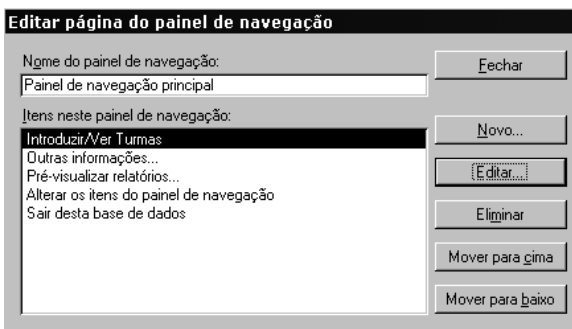 Editar página do painel de navegação
Nome do painel de navegação:
Fechar
Painel de navegação principal
Itens neste painel de navegação:
Introduzir/Ver Turmas
Outras informações...
Pré-visualizar relatórios...
Alterar os itens do painel de navegação
Sair desta base de dados
Novo...
Editar...
Eliminar
Mover para cima
Mover para baixo